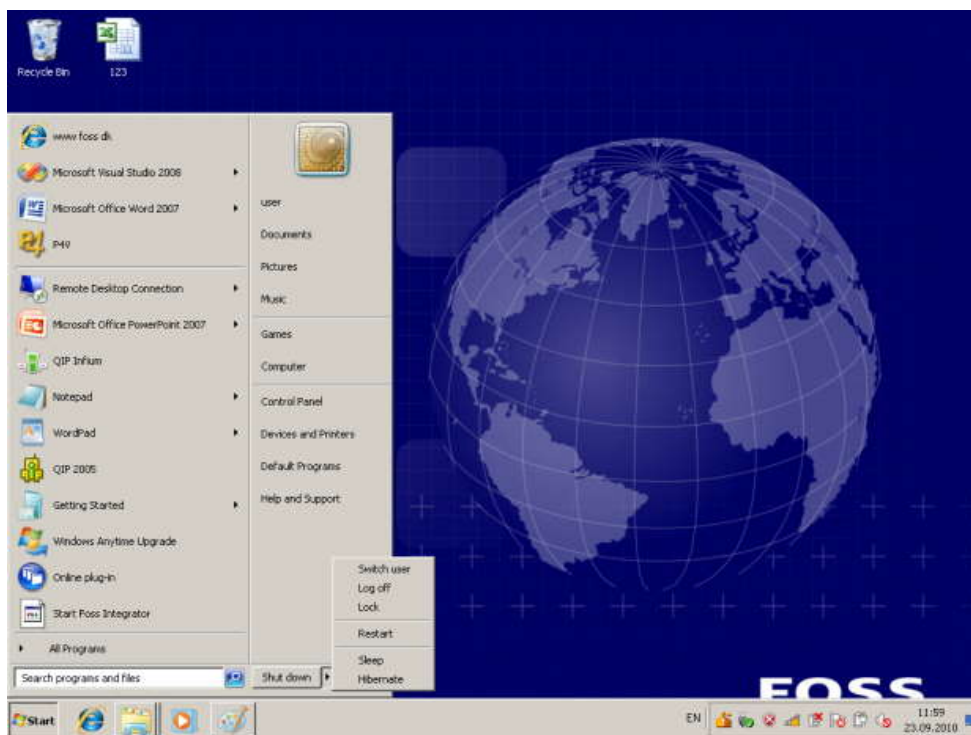 Recycle Bin
123
www foss dk
Microsoft Visual Studio 2008
Microsoft Office Word 2007
P4V
Remote Desktop Connection
Microsoft Office PowerPoint 2007
QIP Infium
Notepad
WordPad
QIP 2005
Getting Started
Windows Anytime Upgrade
Online plug-in
Start Foss Integrator
All Programs
Search programs and files
user
Documents
Pictures
Music
Games
Computer
Control Panel
Devices and Printers
Default Programs
Help and Support
Shut down
Switch user
Log off
Lock
Restart
Sleep
Hibernate
FOSS
Start
EN
11:59
23.09.2010